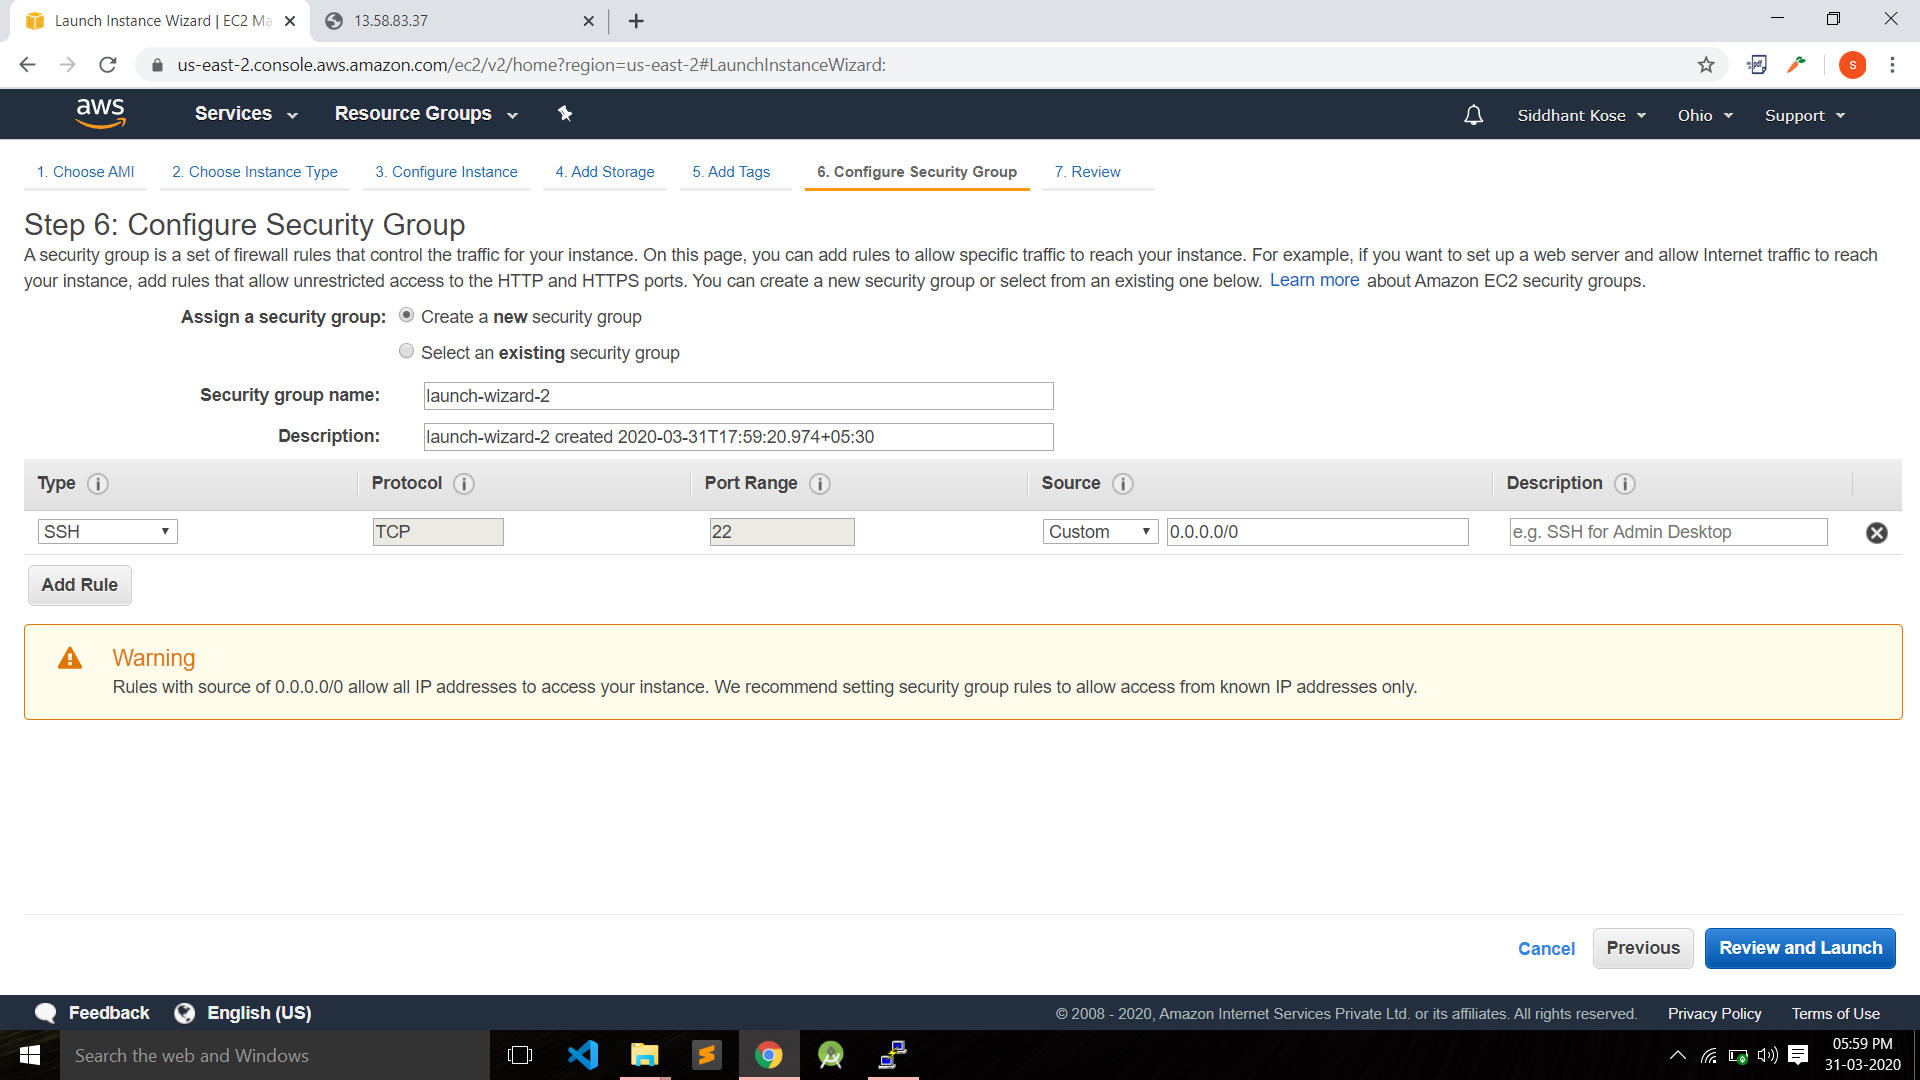 Launch Instance Wizard | EC2 Ma
13.58.83.37
us-east-2.console.aws.amazon.com/ec2/v2/home?region=us-east-2#LaunchInstanceWizard:
pdf
s
aws
Services
Resource Groups
Siddhant Kose
Ohio
Support
1. Choose AMI
2. Choose Instance Type
3. Configure Instance
4. Add Storage
5. Add Tags
6. Configure Security Group
7. Review
Step 6: Configure Security Group
A security group is a set of firewall rules that control the traffic for your instance. On this page, you can add rules to allow specific traffic to reach your instance. For example, if you want to set up a web server and allow Internet traffic to reach
your instance, add rules that allow unrestricted access to the HTTP and HTTPS ports. You can create a new security group or select from an existing one below. Learn more about Amazon EC2 security groups.
Assign a security group:
Create a new security group
Select an existing security group
Security group name:
launch-wizard-2
Description:
launch-wizard-2 created 2020-03-31T17:59:20.974+05:30
Type
Protocol
Port Range
Source
Description
SSH
TCP
22
Custom
0.0.0.0/0
e.g. SSH for Admin Desktop
Add Rule
Warning
Rules with source of 0.0.0.0/0 allow all IP addresses to access your instance. We recommend setting security group rules to allow access from known IP addresses only.
Cancel
Previous
Review and Launch
Feedback
English (US)
© 2008 - 2020, Amazon Internet Services Private Ltd. or its affiliates. All rights reserved.
Privacy Policy
Terms of Use
Search the web and Windows
05:59 PM
31-03-2020